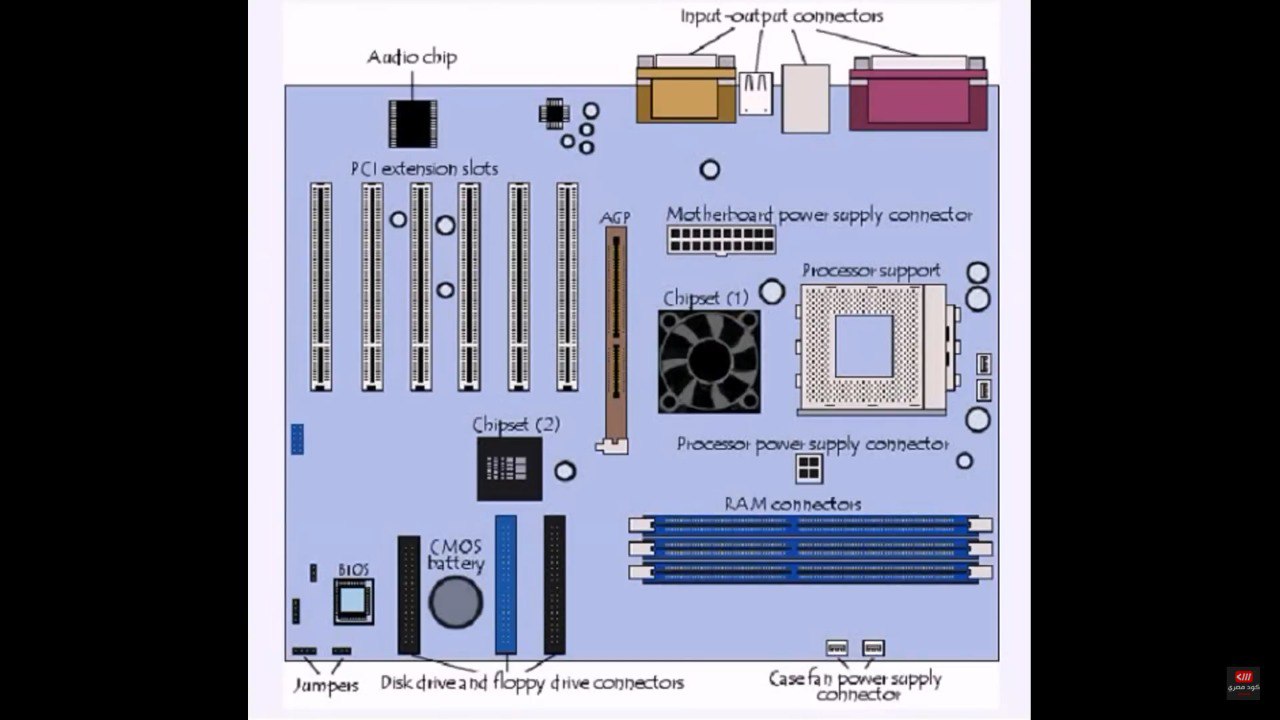 Input-output connectors
Audio chip
PCI extension slots
AGP
Motherboard power supply connector
Processor support
Chipset (1)
Chipset (2)
Processor power supply connector
RAM connectors
CMOS
battery
BIOS
Jumpers
Disk drive and floppy drive connectors
Case fan power supply
connector
كود مصري